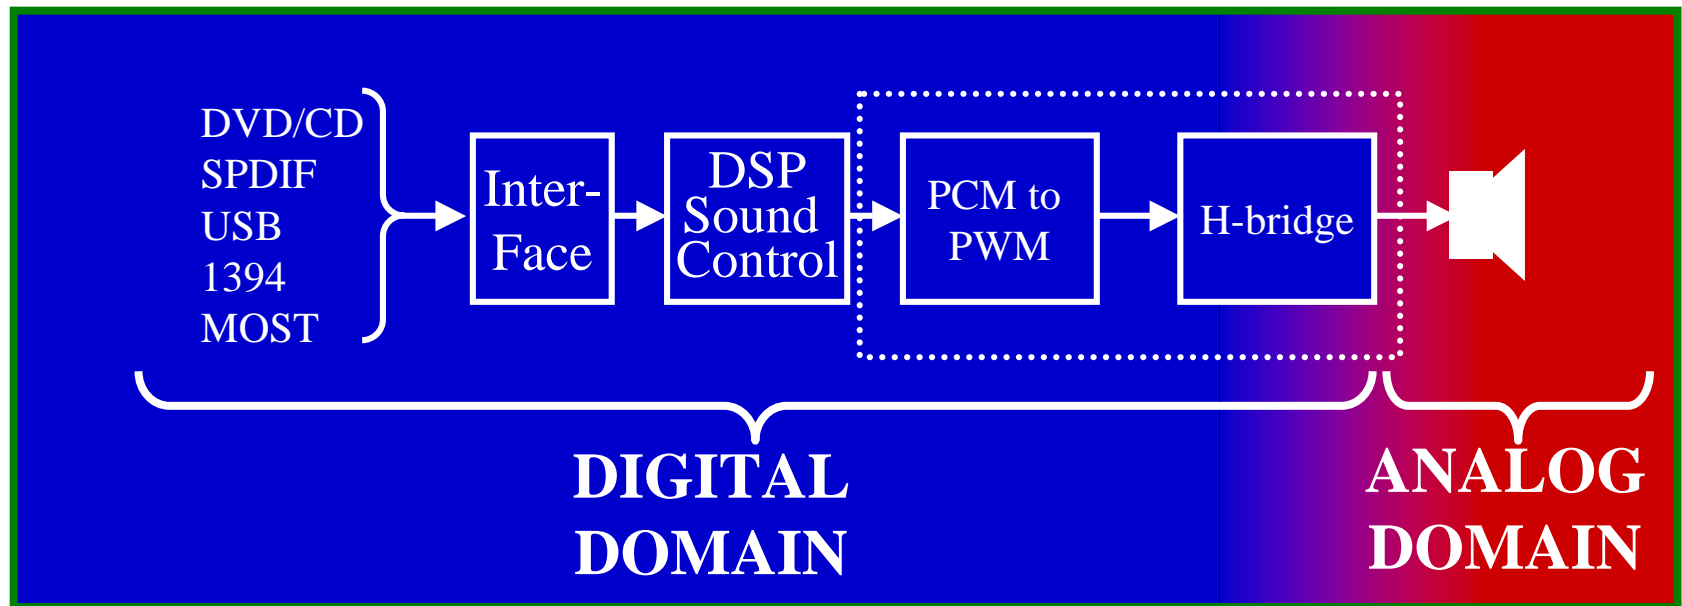 DVD/CD
SPDIF
USB
1394
MOST
Inter-
Face
DSP
Sound
Control
PCM to
PWM
H-bridge
DIGITAL
DOMAIN
ANALOG
DOMAIN